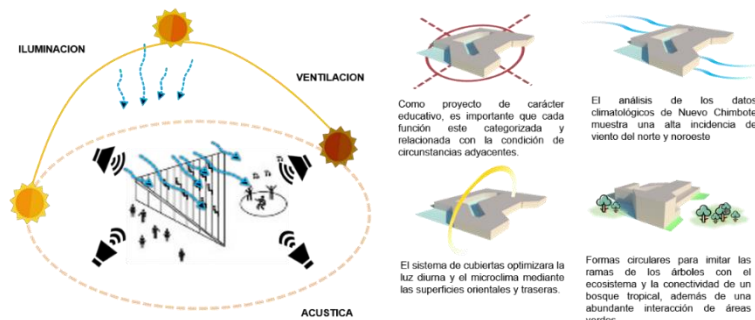 ILUMINACION
VENTILACION
ACUSTICA
Como proyecto de carácter
educativo, es importante que cada
función este categorizada y
relacionada con la condición de
circunstancias adyacentes.
El análisis de los datos
climatológicos de Nuevo Chimbote
muestra una alta incidencia de
viento del norte y noroeste
El sistema de cubiertas optimizara la
luz diurna y el microclima mediante
las superficies orientales y traseras.
Formas circulares para imitar las
ramas de los árboles con el
ecosistema y la conectividad de un
bosque tropical, además de una
abundante interacción de áreas
verdes